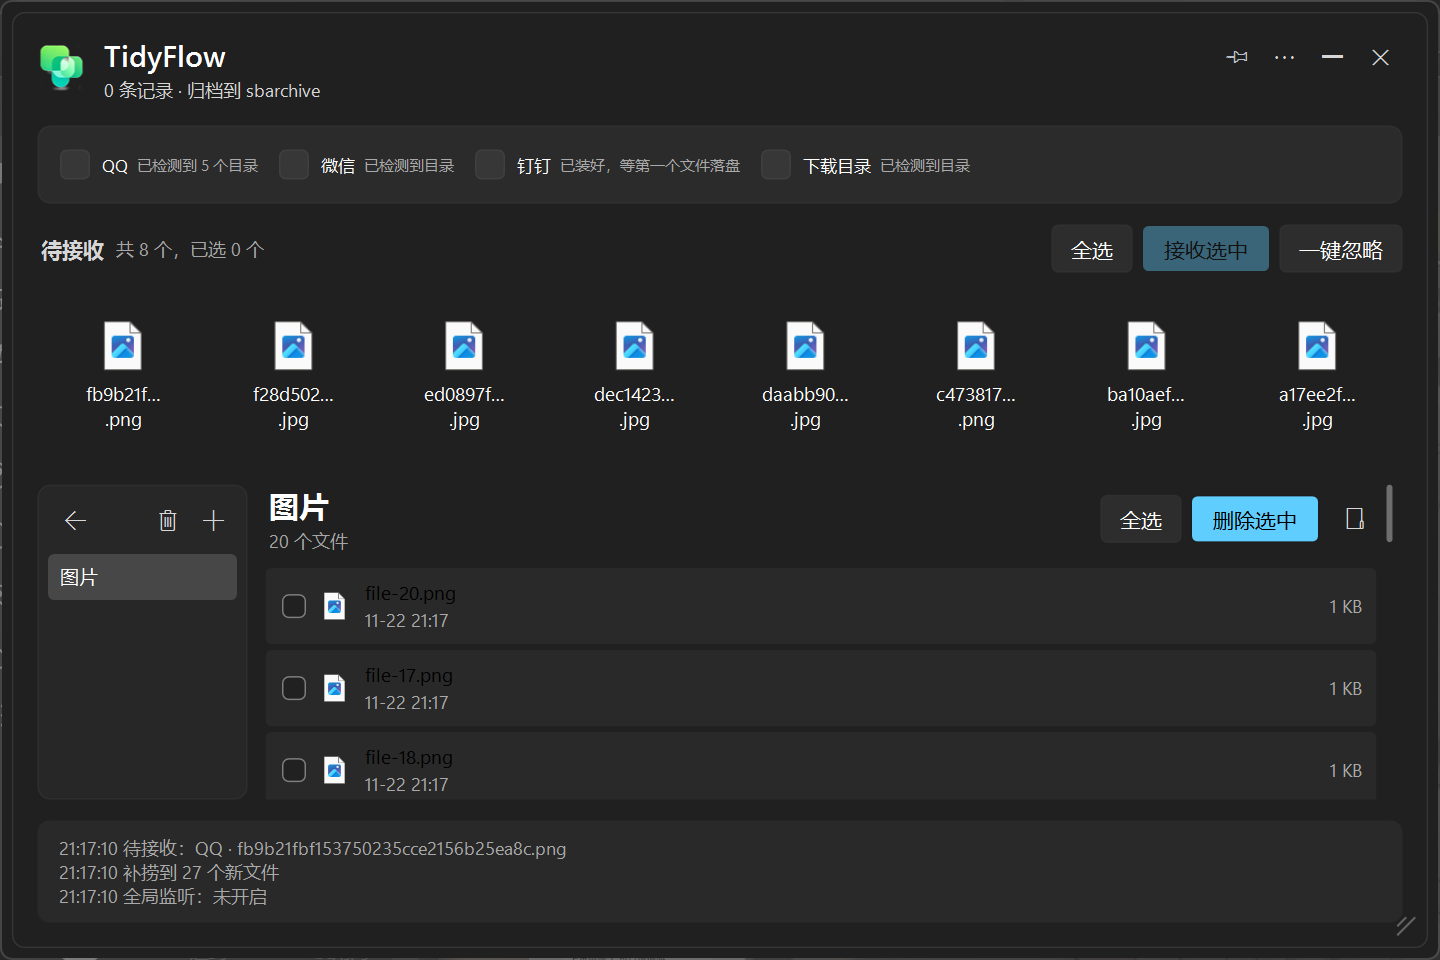 TidyFlow
0 条记录 · 归档到 sbarchive
QQ 已检测到 5 个目录 微信 已检测到目录 钉钉 已装好，等第一个文件落盘 下载目录 已检测到目录
待接收 共 8 个，已选 0 个 全选 接收选中 一键忽略
fb9b21f... f28d502... ed0897f... dec1423... daabb90... c473817... ba10aef... a17ee2f...
.png .jpg .jpg .jpg .jpg .png .jpg .jpg
图片
图片
20 个文件
全选 删除选中
file-20.png
11-22 21:17
1 KB
file-17.png
11-22 21:17
1 KB
file-18.png
11-22 21:17
1 KB
21:17:10 待接收：QQ · fb9b21fbf153750235cce2156b25ea8c.png
21:17:10 补捞到 27 个新文件
21:17:10 全局监听：未开启